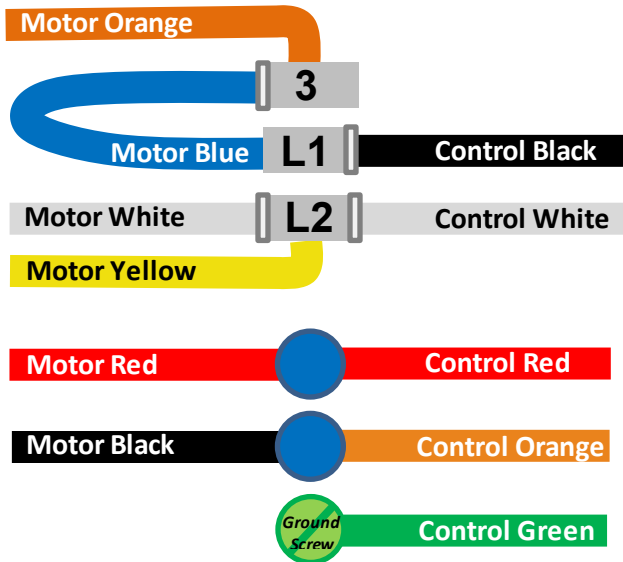 Motor Orange
3
Motor Blue L1 Control Black
Motor White L2 Control White
Motor Yellow
Motor Red Control Red
Motor Black Control Orange
Ground
Screw
Control Green